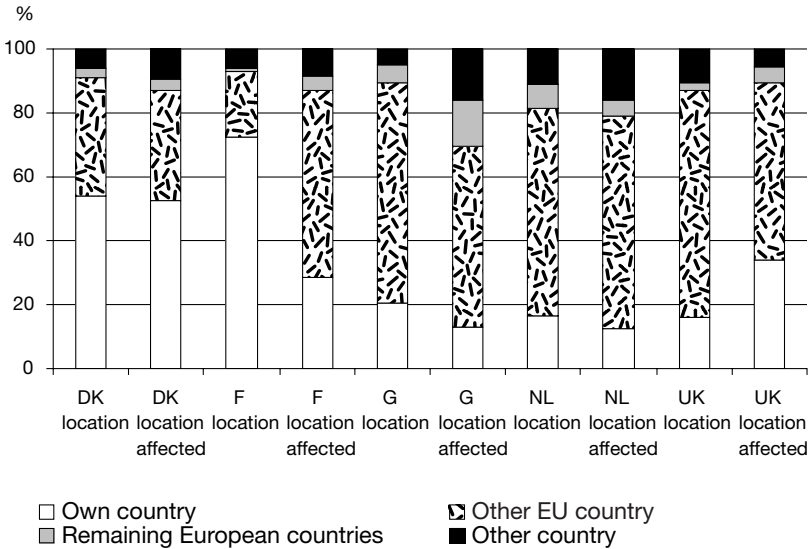 %
100
80
60
40
20
0
DK DK F F G G NL NL UK UK
location location location location location location location location location location
affected affected affected affected affected
Own country Other EU country
Remaining European countries Other country